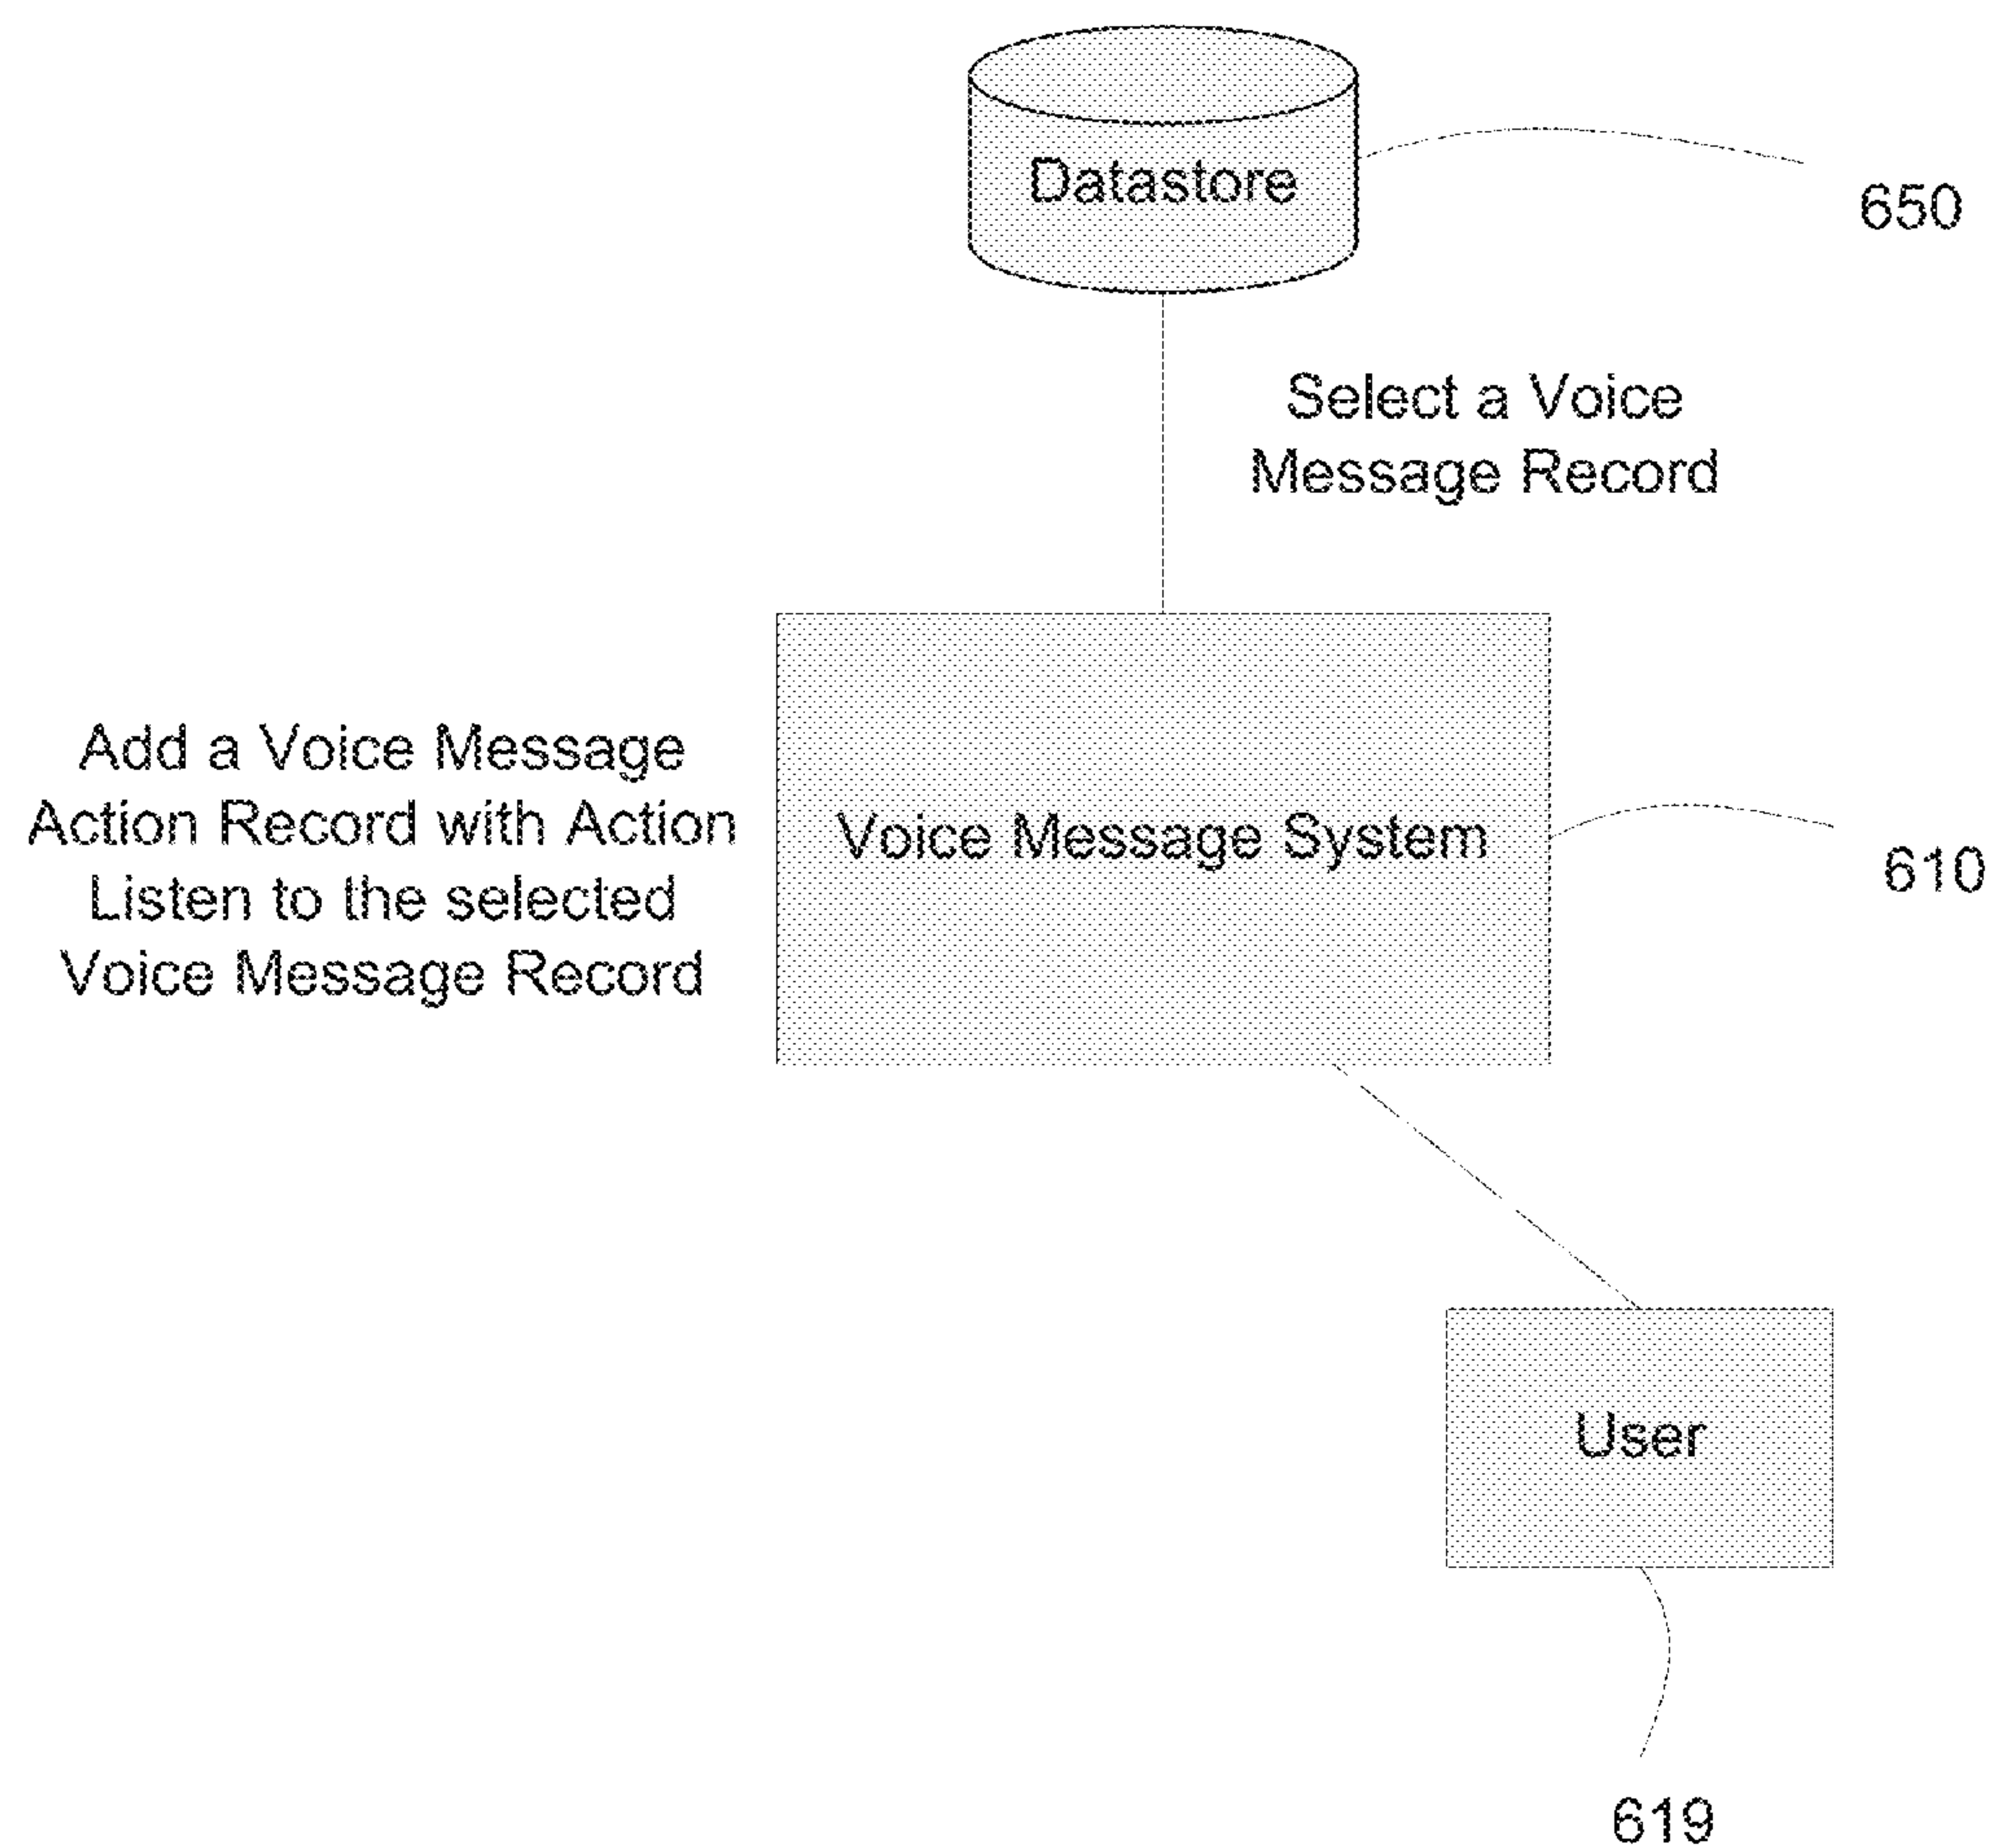 Datastore
650
Select a Voice
Message Record
Add a Voice Message
Action Record with Action
Listen to the selected
Voice Message Record
Voice Message System
610
User
619